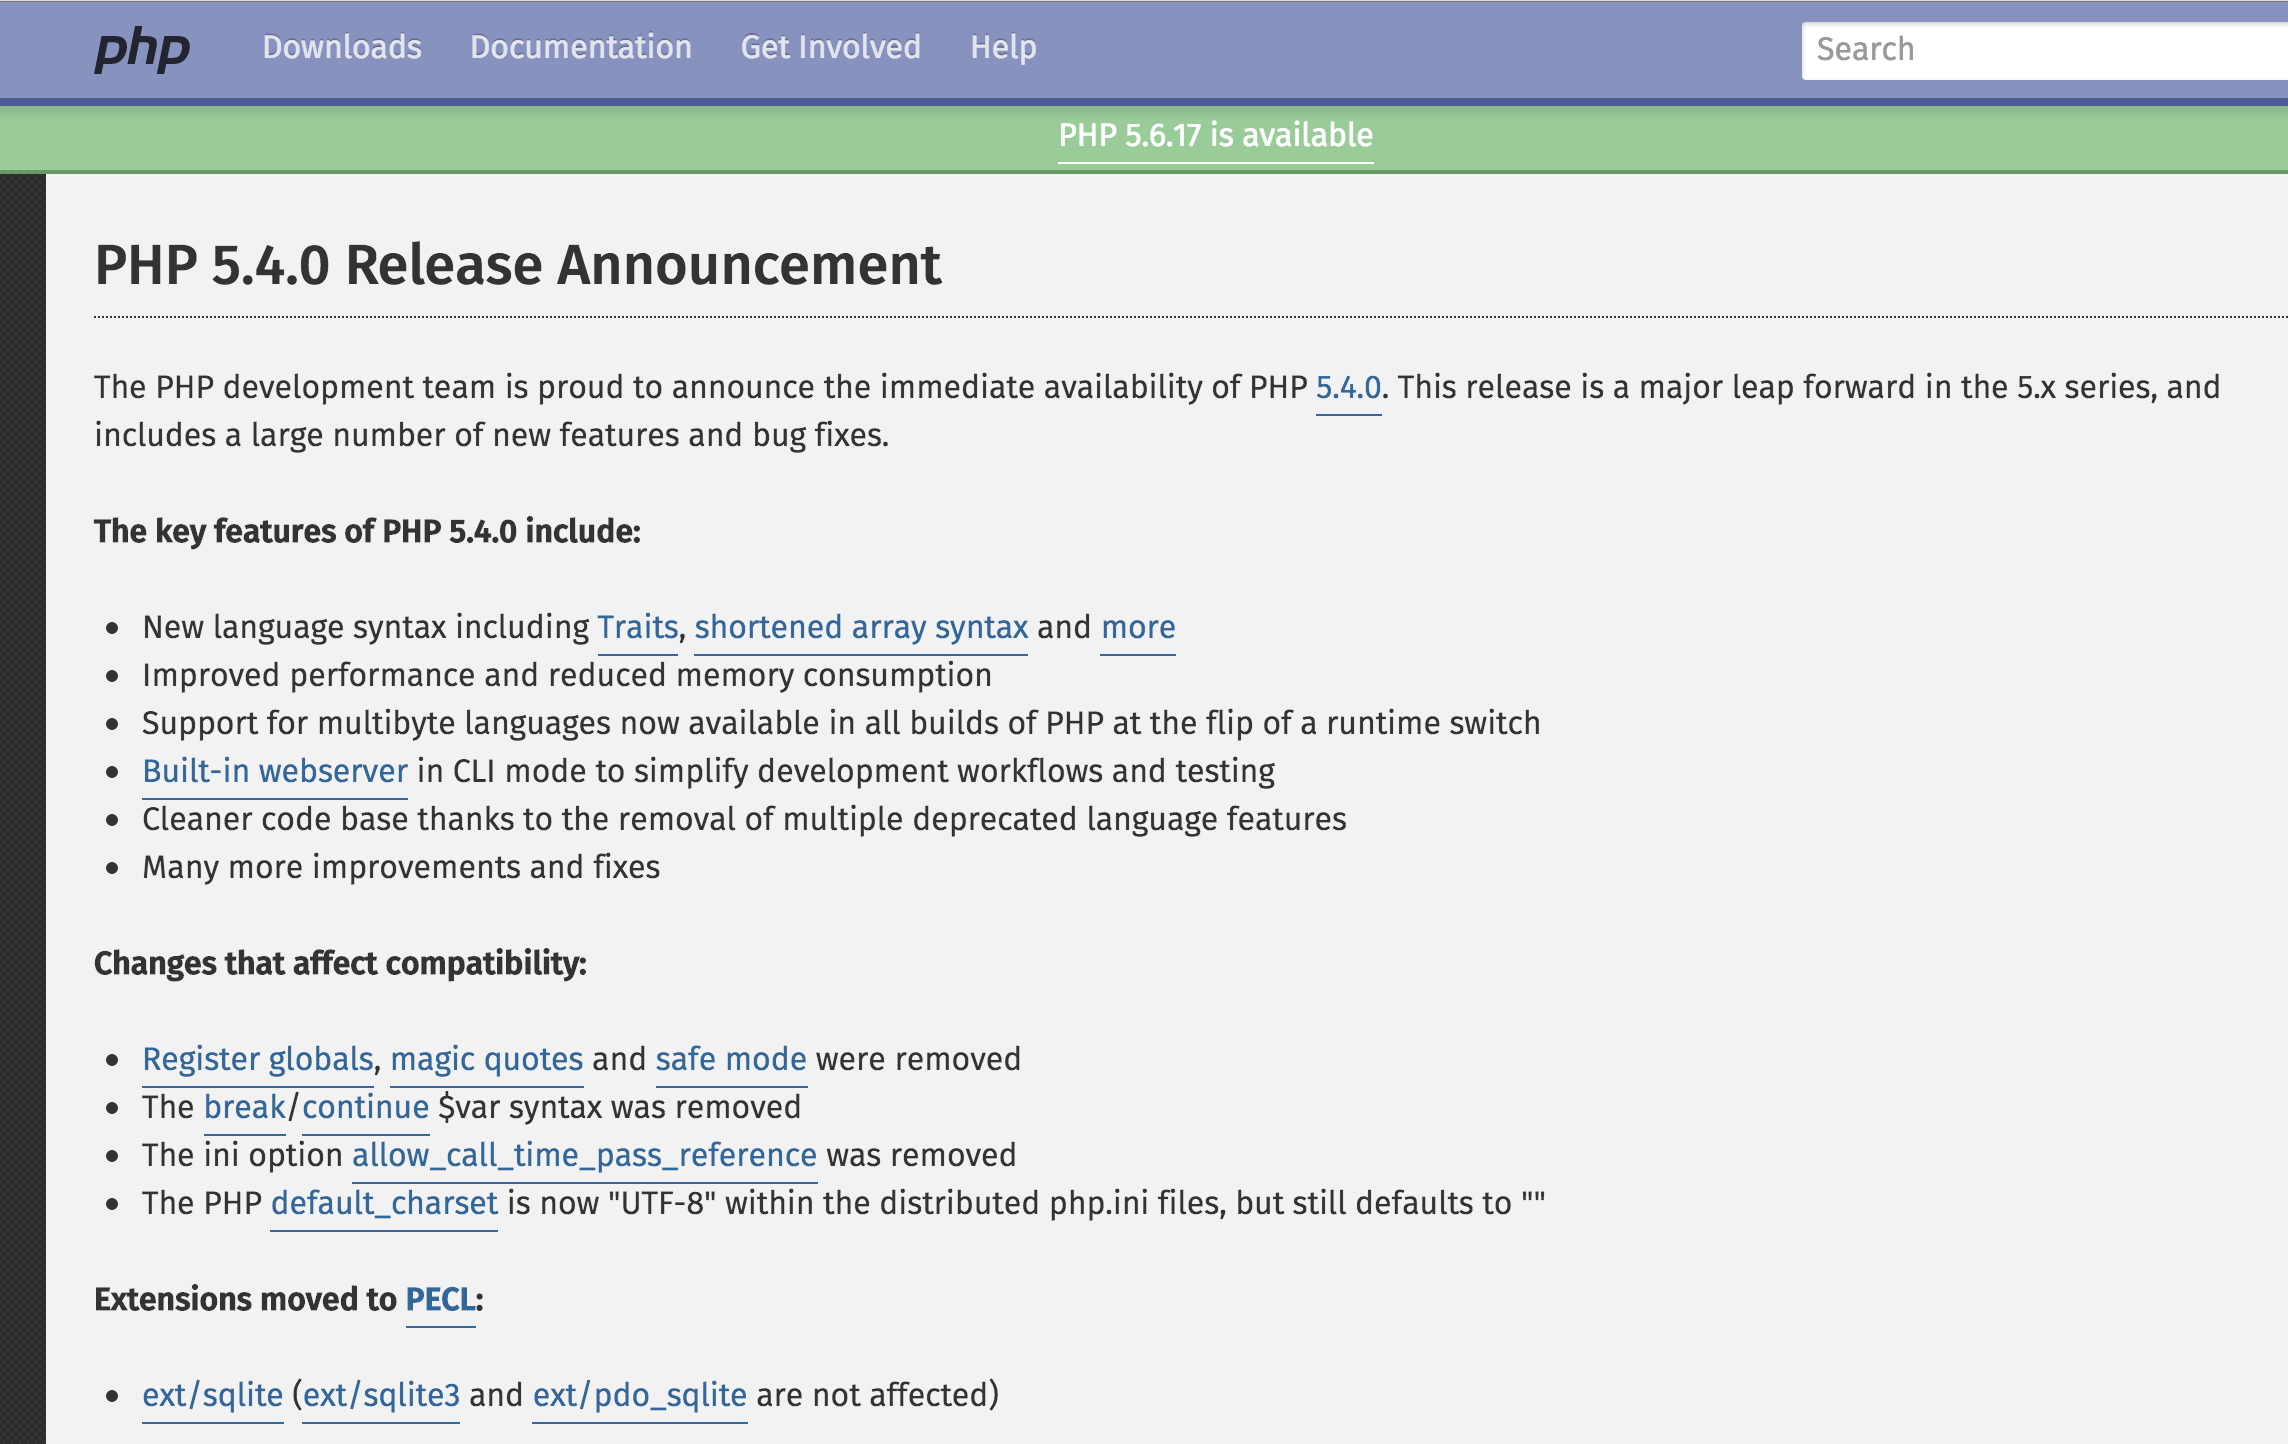 php Downloads Documentation Get Involved Help Search
PHP 5.6.17 is available
PHP 5.4.0 Release Announcement
The PHP development team is proud to announce the immediate availability of PHP 5.4.0. This release is a major leap forward in the 5.x series, and
includes a large number of new features and bug fixes.
The key features of PHP 5.4.0 include:
• New language syntax including Traits, shortened array syntax and more
• Improved performance and reduced memory consumption
• Support for multibyte languages now available in all builds of PHP at the flip of a runtime switch
• Built-in webserver in CLI mode to simplify development workflows and testing
• Cleaner code base thanks to the removal of multiple deprecated language features
• Many more improvements and fixes
Changes that affect compatibility:
• Register globals, magic quotes and safe mode were removed
• The break/continue $var syntax was removed
• The ini option allow_call_time_pass_reference was removed
• The PHP default_charset is now "UTF-8" within the distributed php.ini files, but still defaults to ""
Extensions moved to PECL:
• ext/sqlite (ext/sqlite3 and ext/pdo_sqlite are not affected)